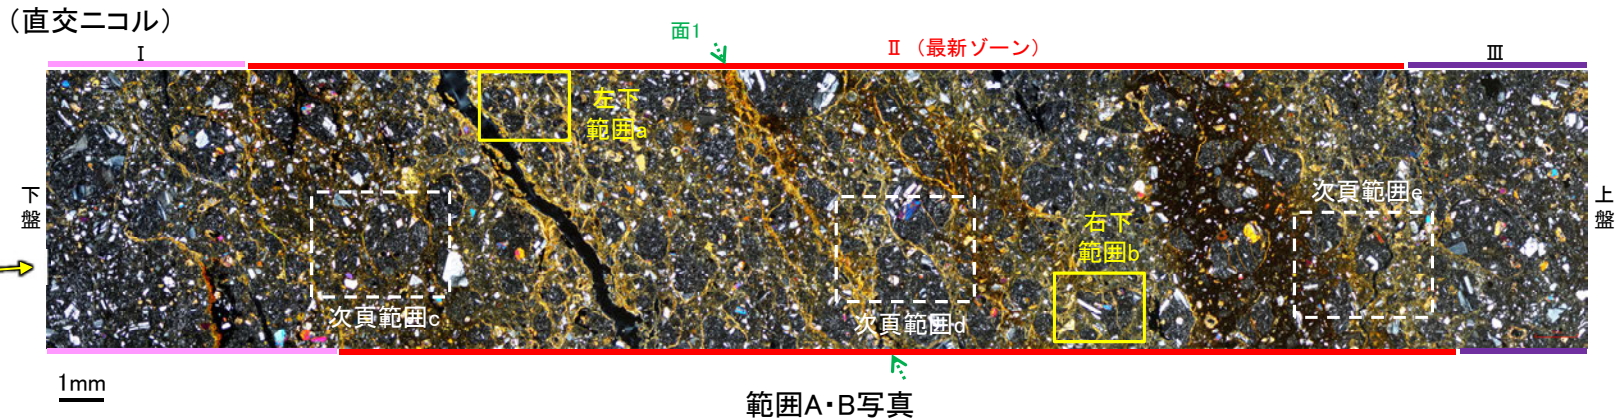 (直交ニコル)
面1
Ⅰ
Ⅱ (最新ゾーン)
Ⅲ
左下
範囲a
下
盤
次頁範囲e
上
盤
右下
範囲b
次頁範囲c
次頁範囲d
1mm
範囲A・B写真